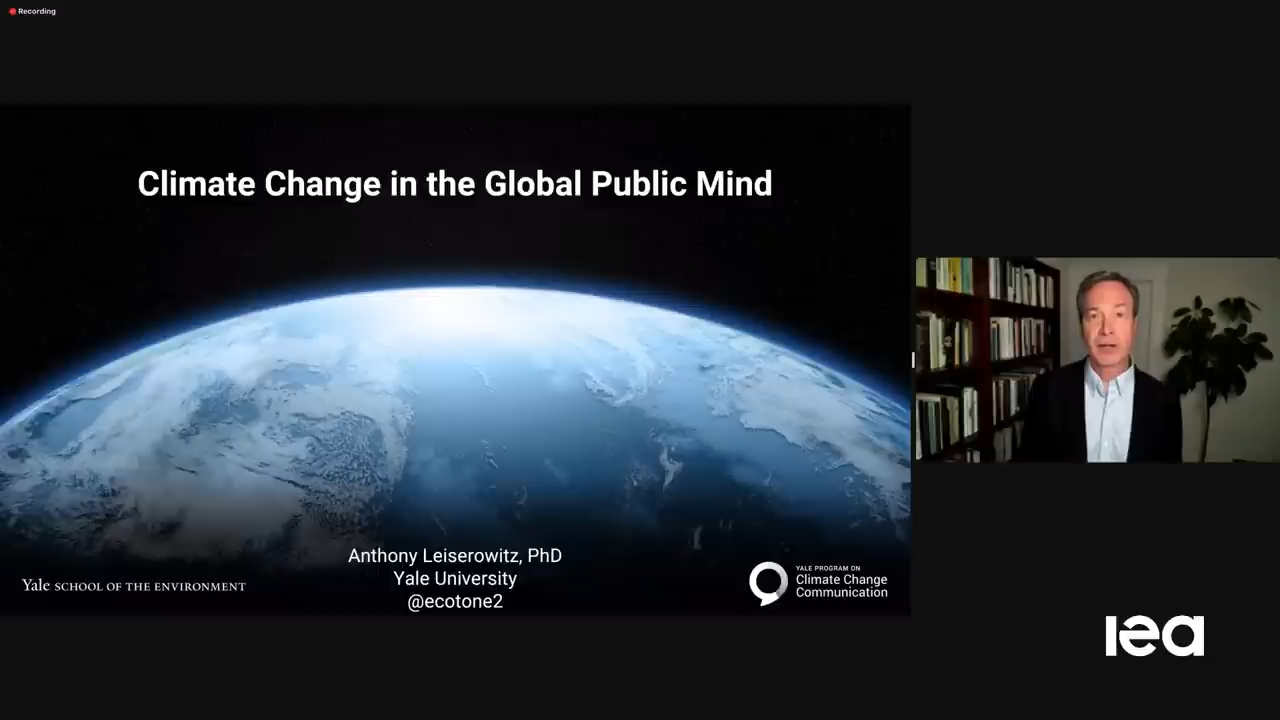 Recording
Climate Change in the Global Public Mind
Anthony Leiserowitz, PhD
Yale University
@ecotone2
Yale SCHOOL OF THE ENVIRONMENT
YALE PROGRAM ON
Climate Change
Communication
iea